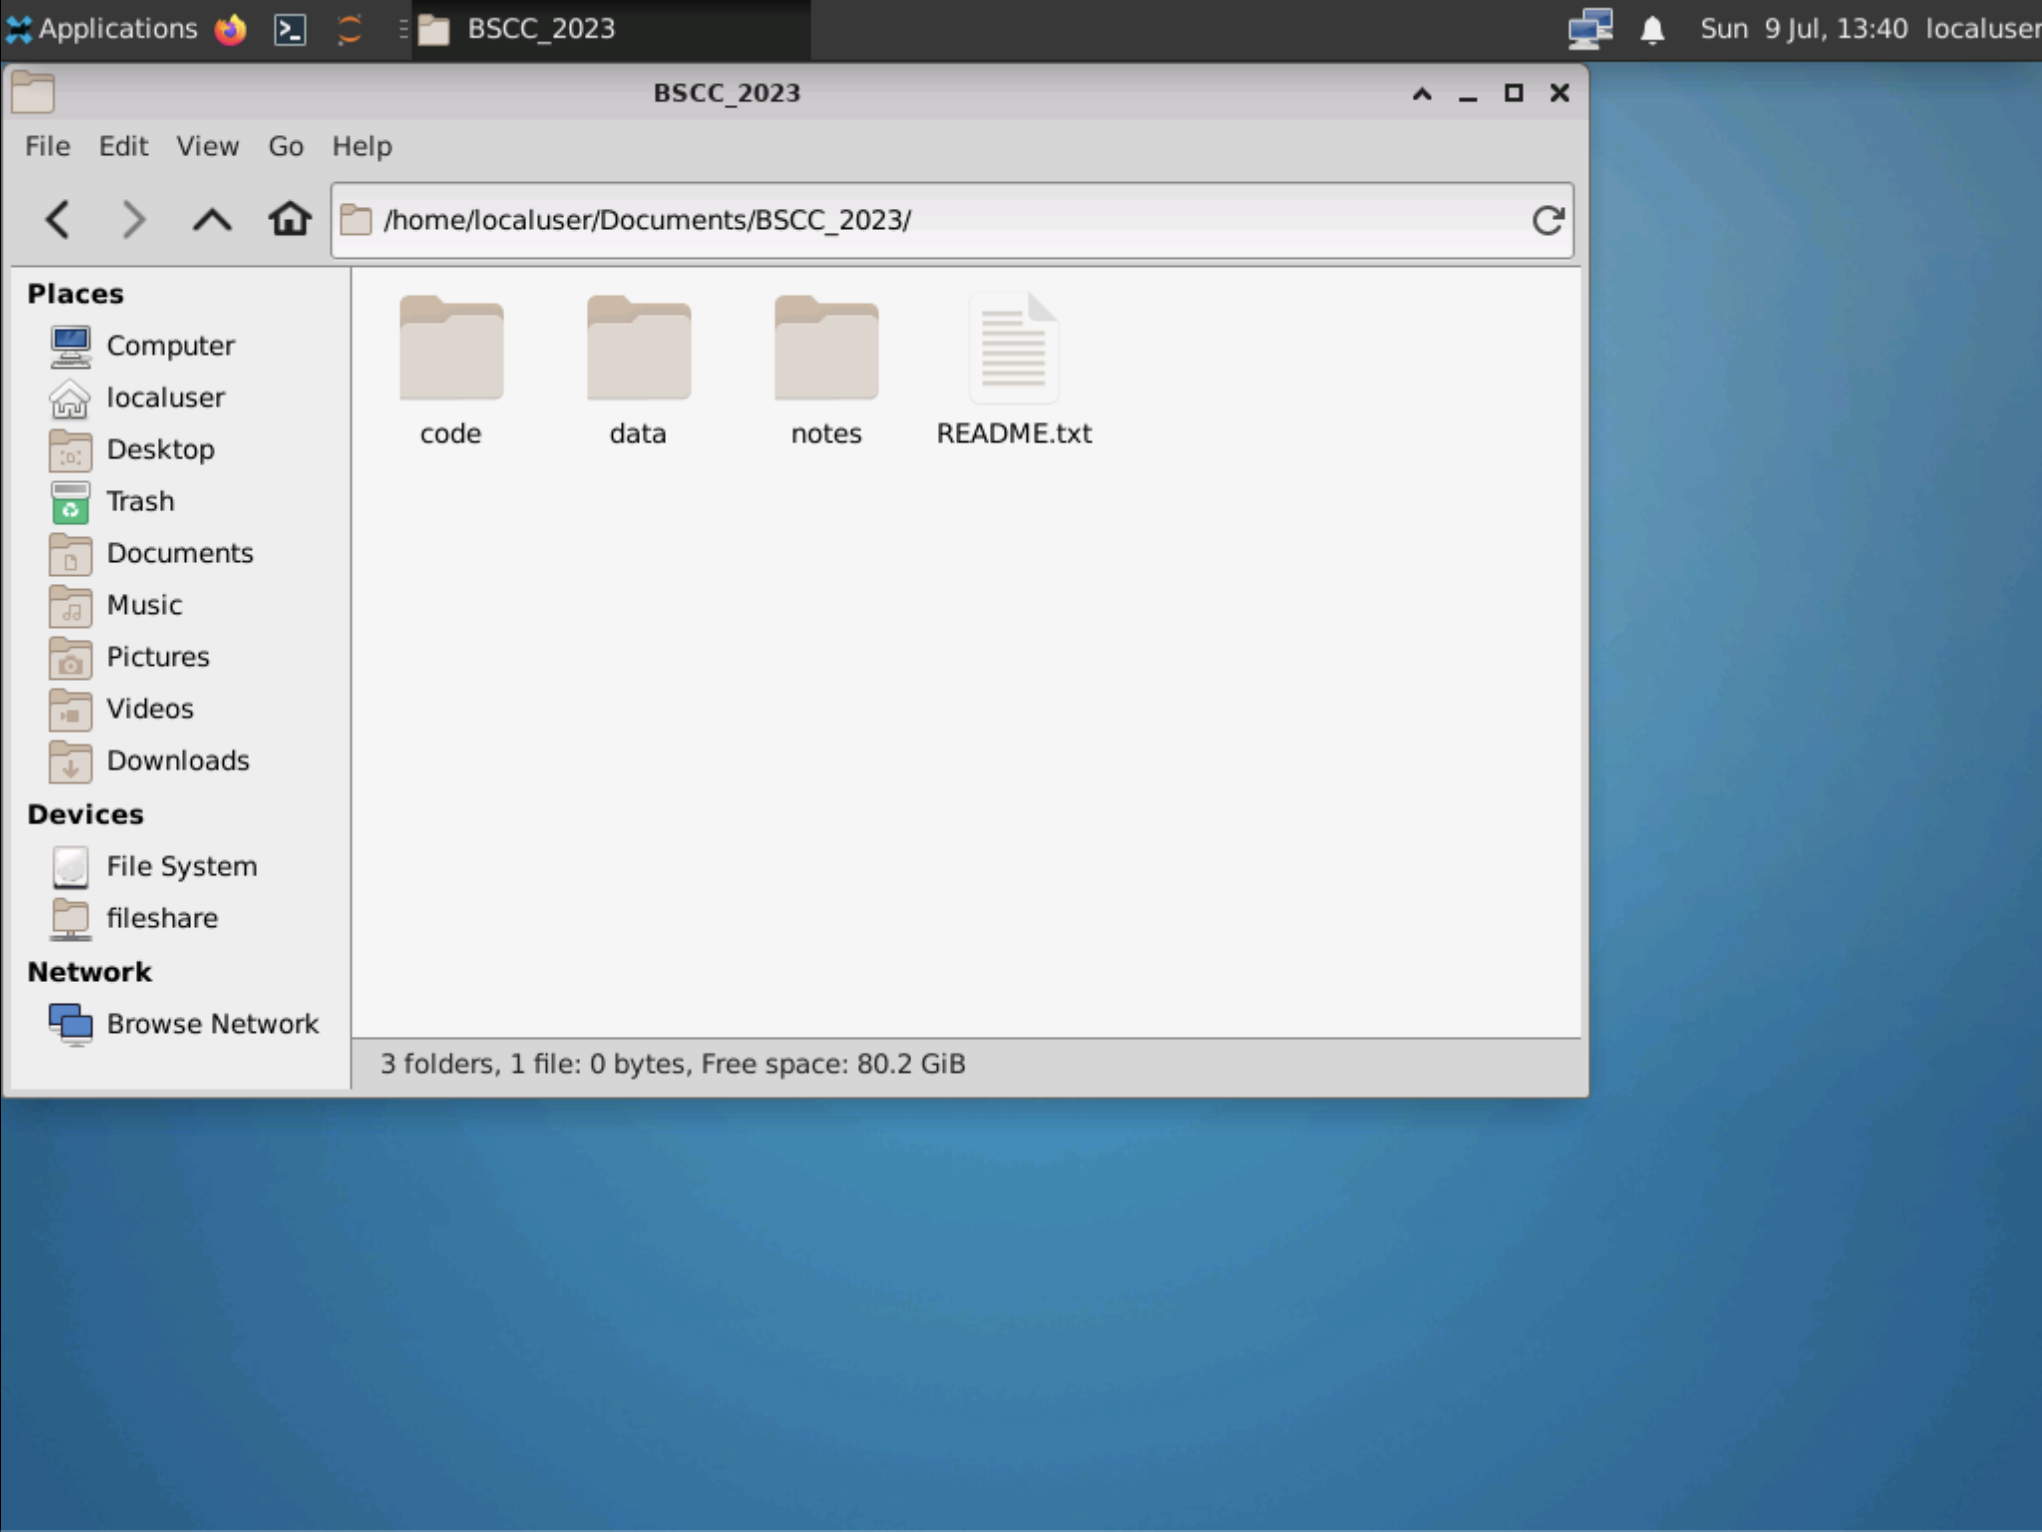 Applications
BSCC_2023
Sun 9 Jul, 13:40 localuser
BSCC_2023
File Edit View Go Help
/home/localuser/Documents/BSCC_2023/
Places
Computer
localuser
Desktop
Trash
Documents
Music
Pictures
Videos
Downloads
Devices
File System
fileshare
Network
Browse Network
code
data
notes
README.txt
3 folders, 1 file: 0 bytes, Free space: 80.2 GiB